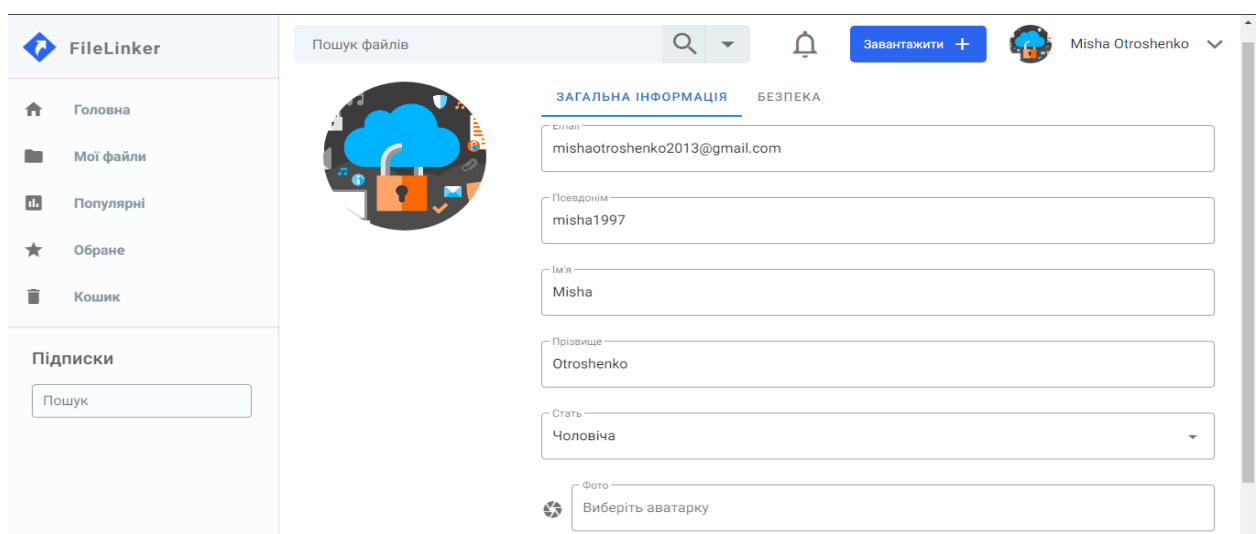 FileLinker
Пошук файлів
Завантажити +
Misha Otroshenko
Головна
Мої файли
Популярні
Обране
Кошик
Підписки
Пошук
ЗАГАЛЬНА ІНФОРМАЦІЯ БЕЗПЕКА
Email
mishaotroshenko2013@gmail.com
Псевдонім
misha1997
Ім'я
Misha
Прізвище
Otroshenko
Стать
Чоловіча
Фото
Виберіть аватарку